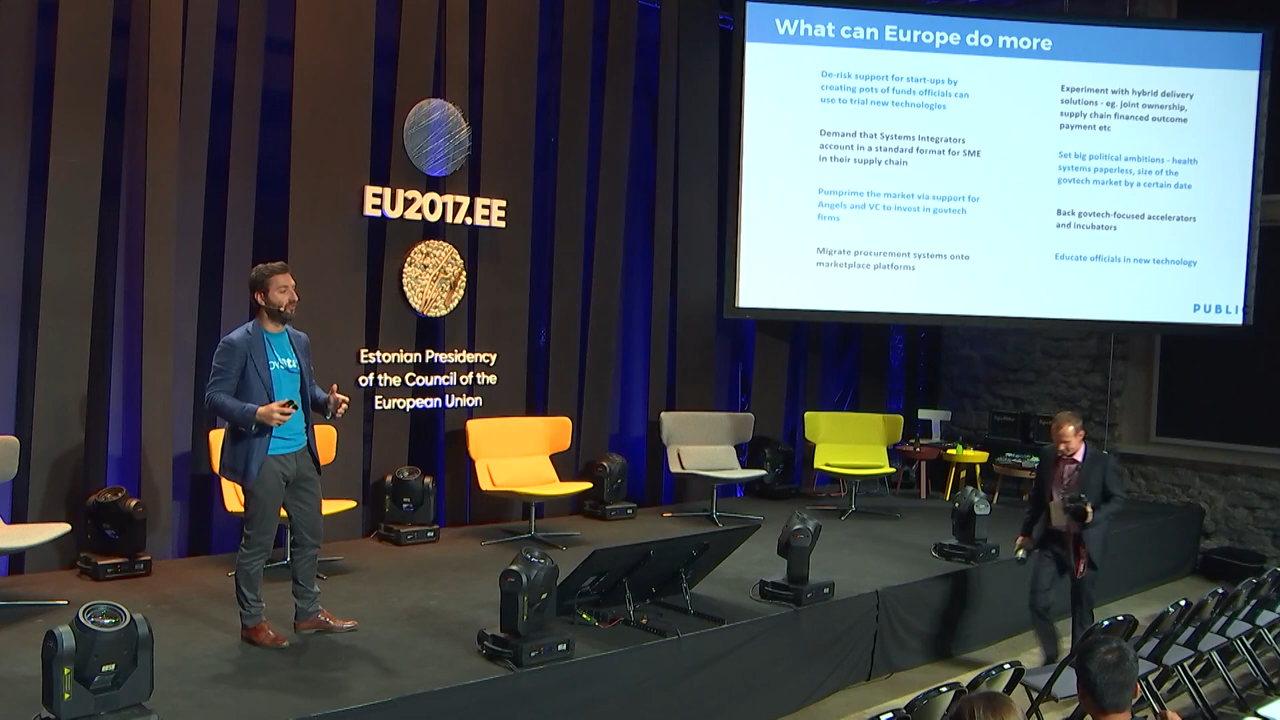 What can Europe do more
De-risk support for start-ups by
creating pots of funds officials can
use to trial new technologies
Demand that Systems Integrators
account in a standard format for SME
in their supply chain
Pumprime the market via support for
Angels and VC to invest in govtech
firms
Migrate procurement systems onto
marketplace platforms
Experiment with hybrid delivery
solutions - eg. joint ownership,
supply chain financed outcome
payment etc
Set big political ambitions - health
systems paperless, size of the
govtech market by a certain date
Back govtech-focused accelerators
and incubators
Educate officials in new technology
PUBLIC
EU2017.EE
Estonian Presidency
of the Council of the
European Union